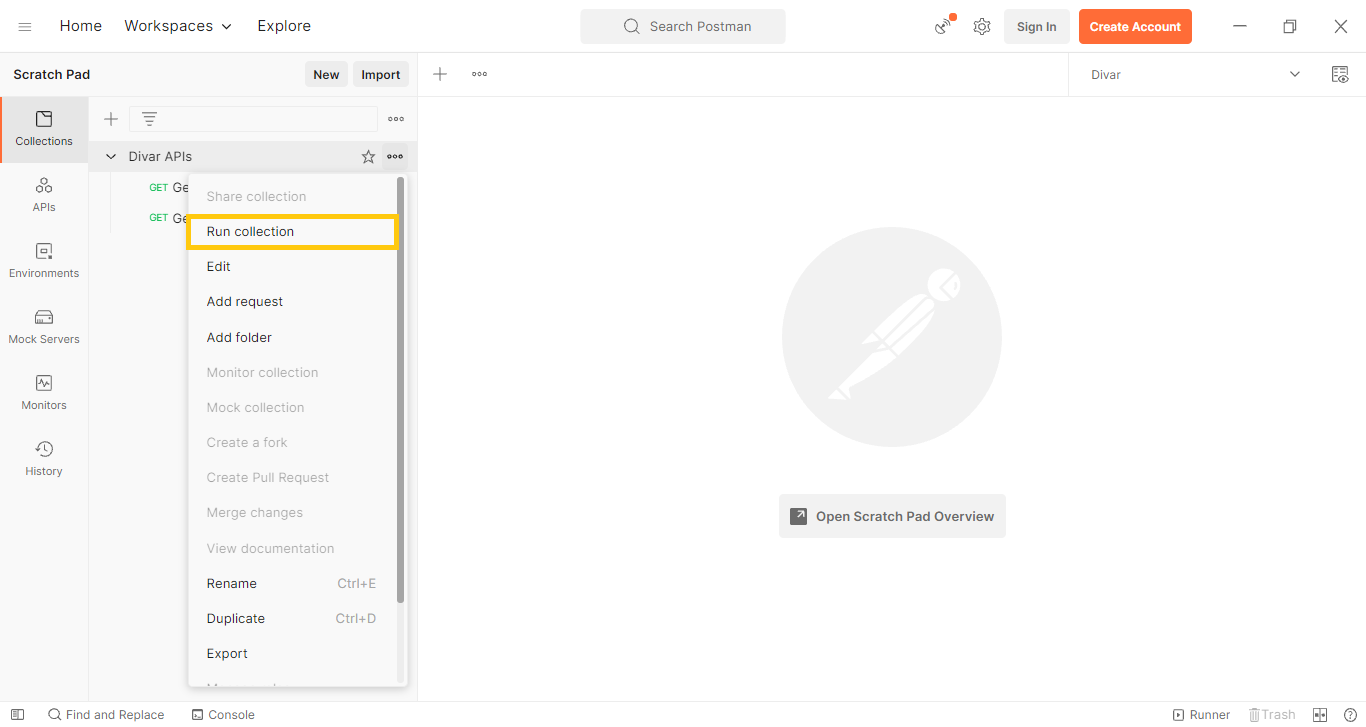 Home Workspaces Explore Search Postman Sign In Create Account
Scratch Pad New Import Divar
Collections
APIs
Environments
Mock Servers
Monitors
History
Divar APIs
GET Ge
GET Ge
Share collection
Run collection
Edit
Add request
Add folder
Monitor collection
Mock collection
Create a fork
Create Pull Request
Merge changes
View documentation
Rename Ctrl+E
Duplicate Ctrl+D
Export
Open Scratch Pad Overview
Find and Replace Console Runner Trash